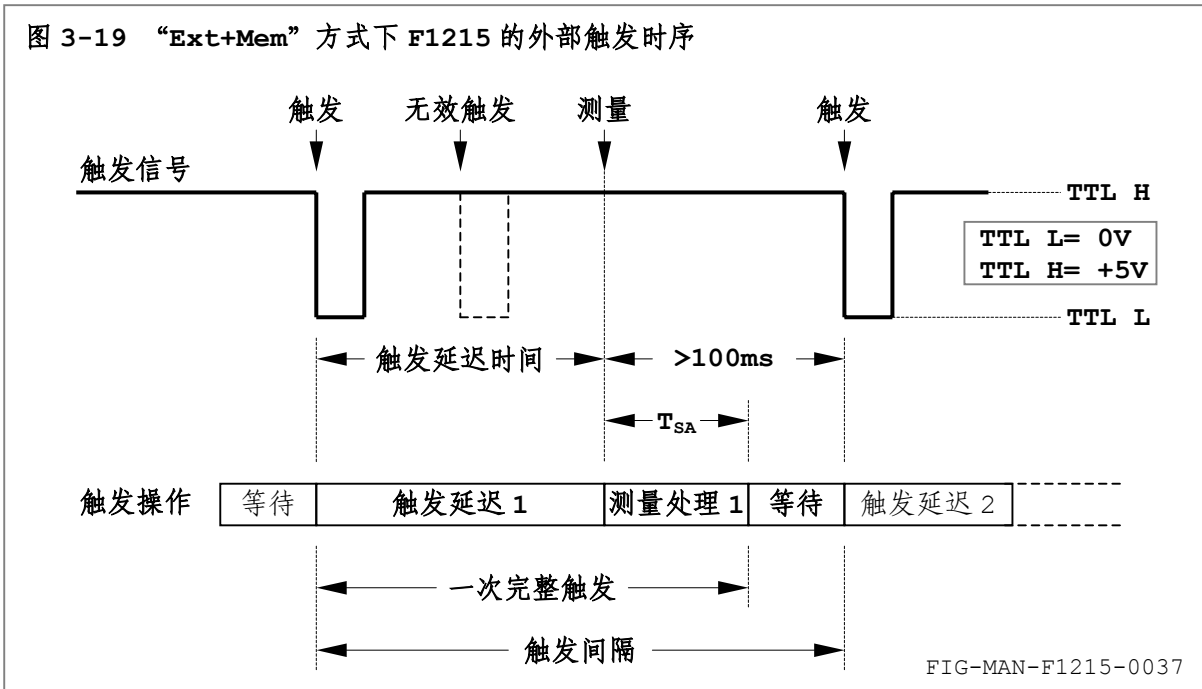 图 3-19 “Ext+Mem”方式下 F1215 的外部触发时序
触发 无效触发 测量 触发
触发信号
TTL H
TTL L= 0V
TTL H= +5V
TTL L
触发延迟时间 >100ms
TSA
触发操作 等待 触发延迟 1 测量处理 1 等待 触发延迟 2
一次完整触发
触发间隔
FIG-MAN-F1215-0037